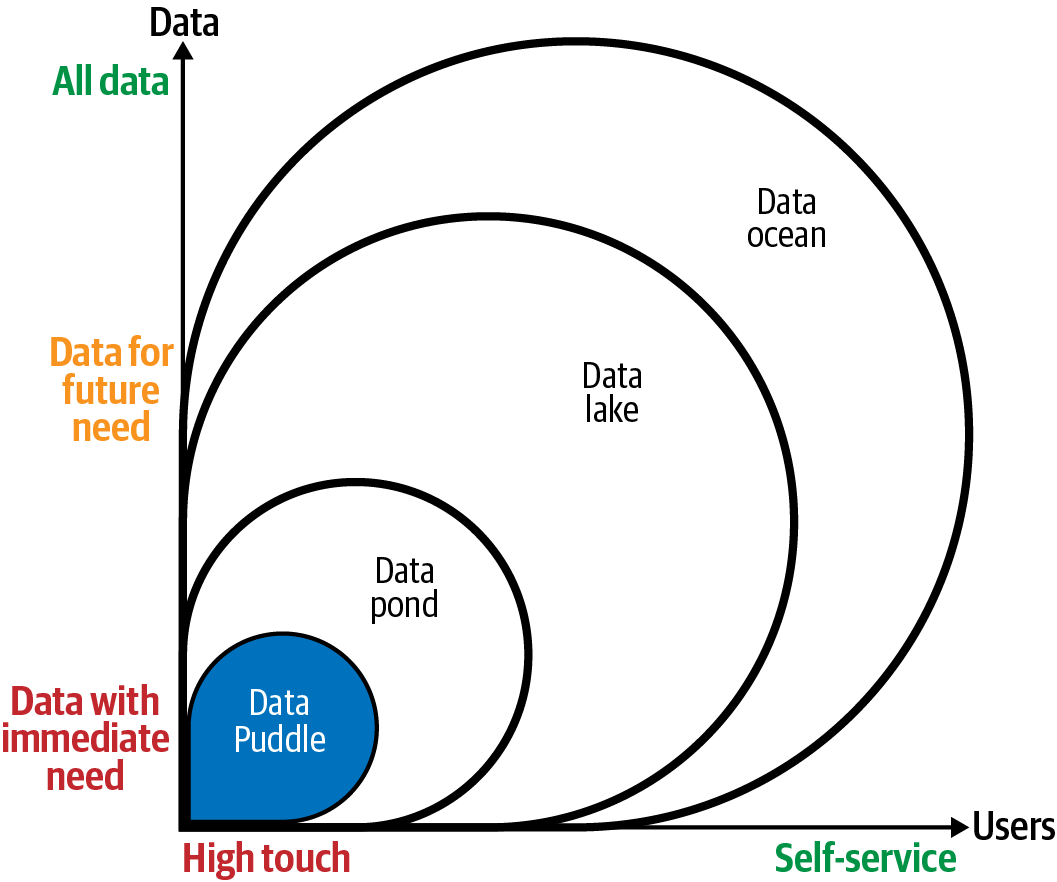 Data
All data
Data
ocean
Data for
future
need
Data
lake
Data
pond
Data with
immediate
need
Data
Puddle
Users
High touch
Self-service